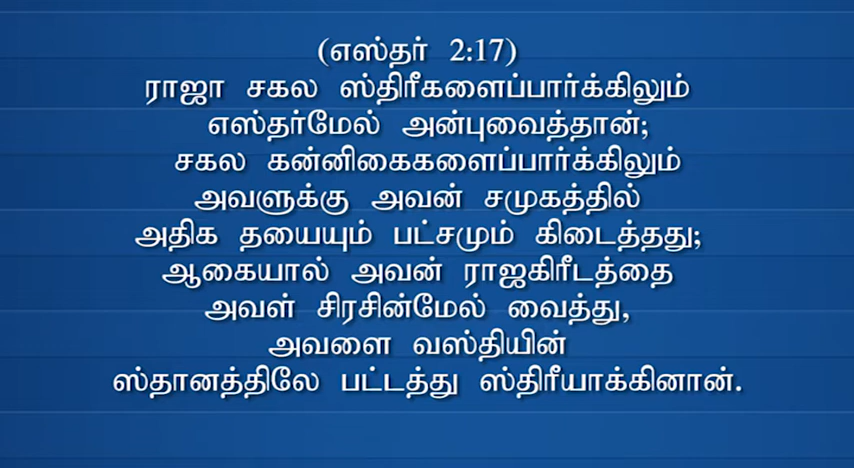 (எஸ்தர் 2:17)
ராஜா சகல ஸ்திரீகளைப்பார்க்கிலும்
எஸ்தர்மேல் அன்புவைத்தான்;
சகல கன்னிகைகளைப்பார்க்கிலும்
அவளுக்கு அவன் சமுகத்தில்
அதிக தயையும் பட்சமும் கிடைத்தது;
ஆகையால் அவன் ராஜகிரீடத்தை
அவள் சிரசின்மேல் வைத்து,
அவளை வஸ்தியின்
ஸ்தானத்திலே பட்டத்து ஸ்திரீயாக்கினான்.